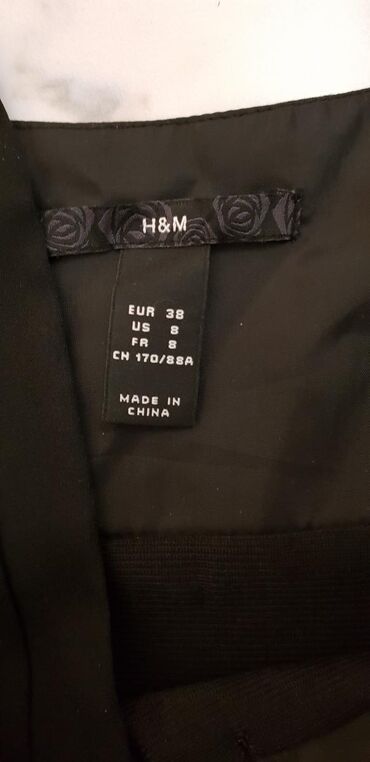 H&M
EUR 38
US 8
FR 8
CN 170/88A
MADE IN
CHINA